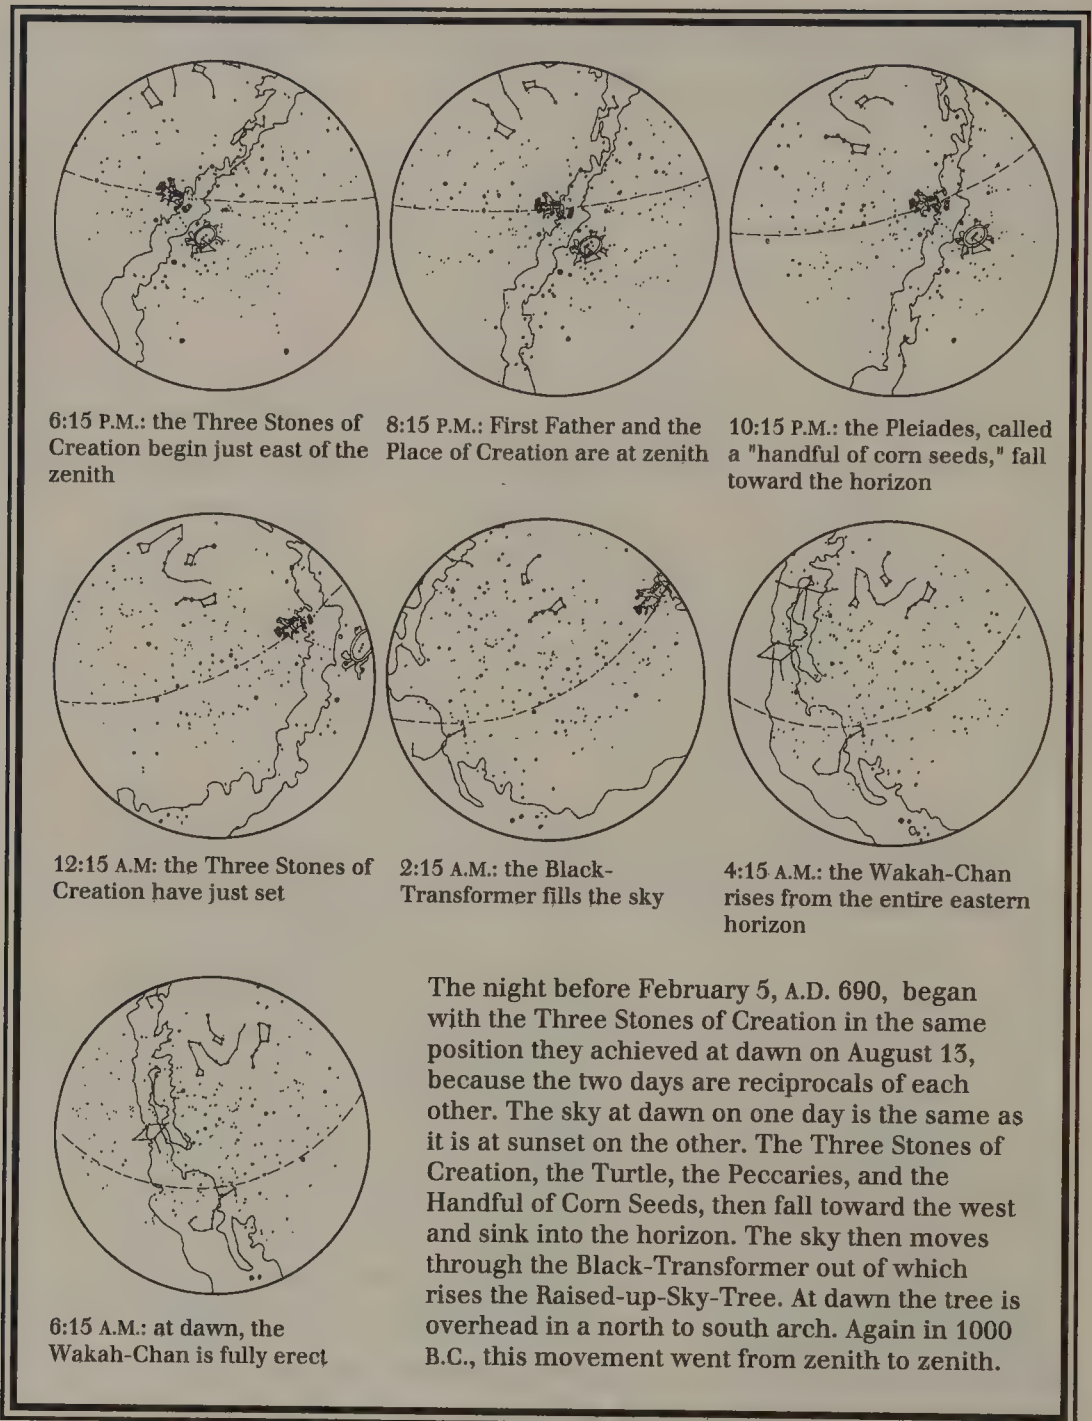 6:15 P.M.: the Three Stones of
Creation begin just east of the
zenith
8:15 P.M.: First Father and the
Place of Creation are at zenith
10:15 P.M.: the Pleiades, called
a "handful of corn seeds," fall
toward the horizon
12:15 A.M: the Three Stones of
Creation have just set
2:15 A.M.: the Black-
Transformer fills the sky
4:15 A.M.: the Wakah-Chan
rises from the entire eastern
horizon
6:15 A.M.: at dawn, the
Wakah-Chan is fully erect
The night before February 5, A.D. 690, began
with the Three Stones of Creation in the same
position they achieved at dawn on August 13,
because the two days are reciprocals of each
other. The sky at dawn on one day is the same as
it is at sunset on the other. The Three Stones of
Creation, the Turtle, the Peccaries, and the
Handful of Corn Seeds, then fall toward the west
and sink into the horizon. The sky then moves
through the Black-Transformer out of which
rises the Raised-up-Sky-Tree. At dawn the tree is
overhead in a north to south arch. Again in 1000
B.C., this movement went from zenith to zenith.